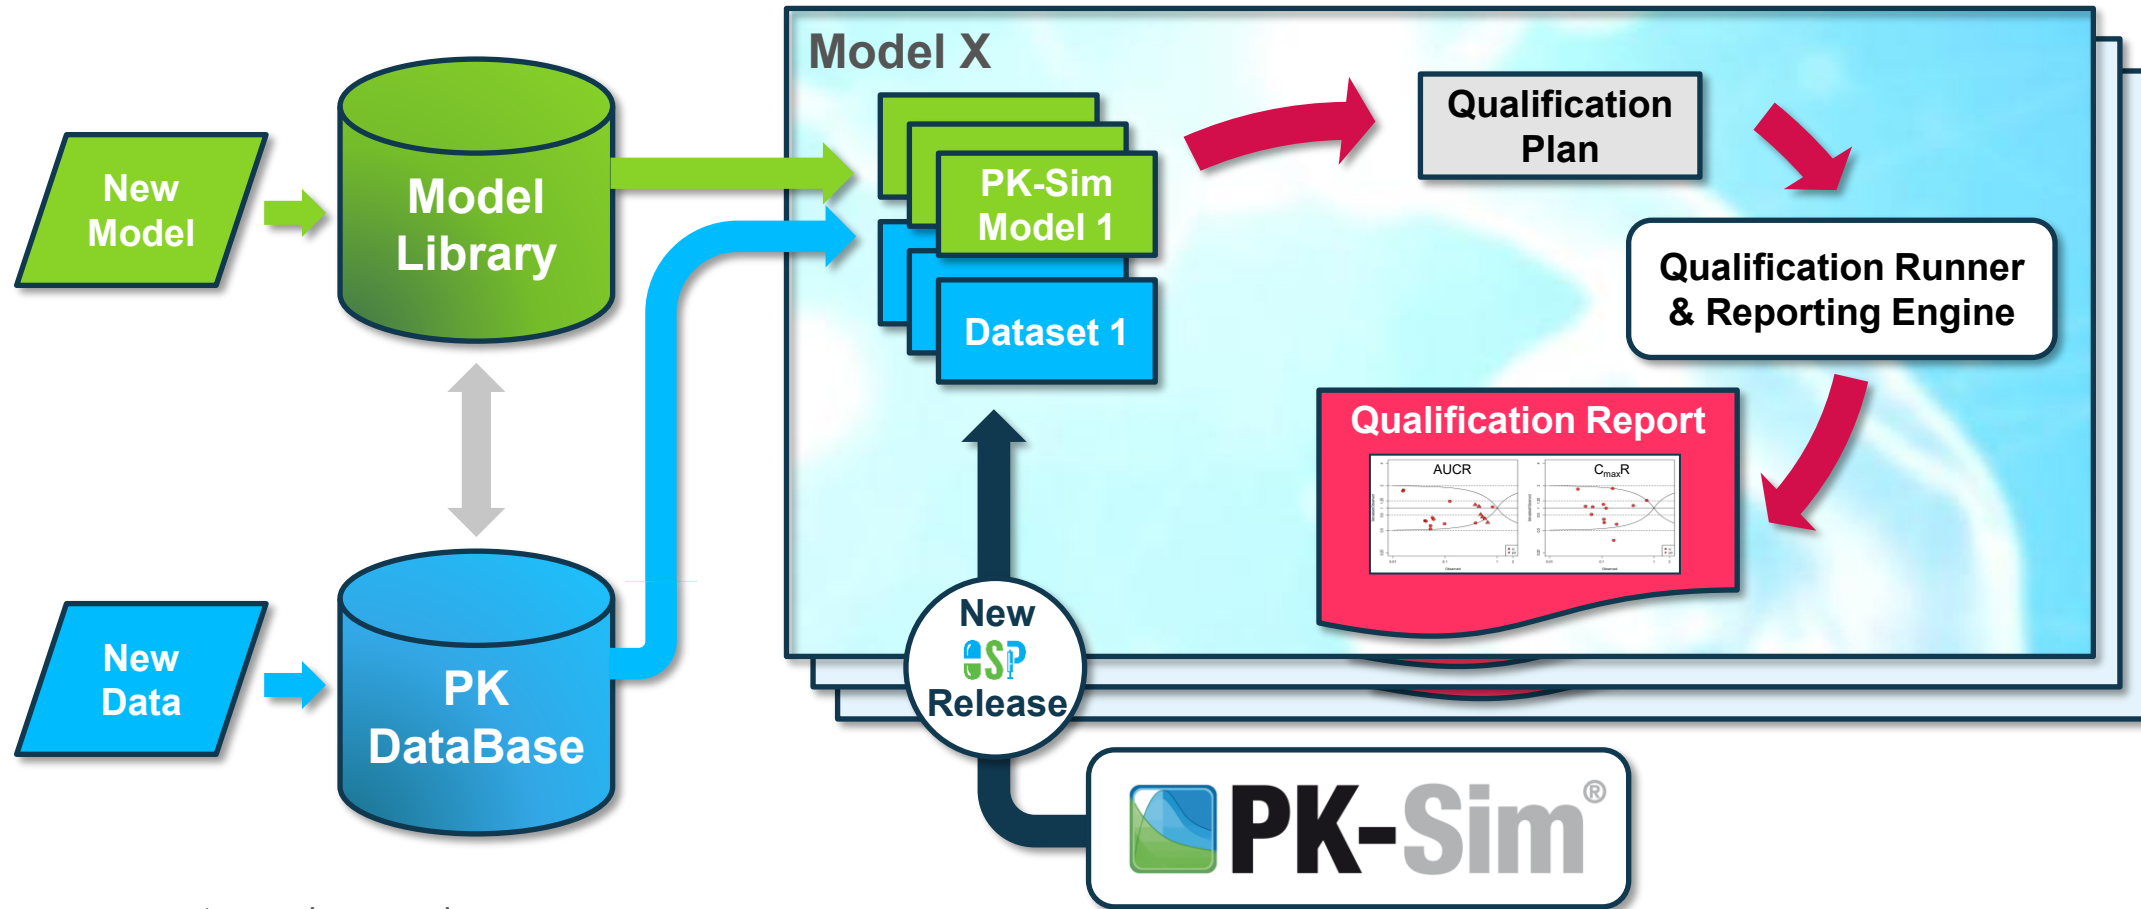 Model X
New
Model
Model
Library
PK-Sim
Model 1
Dataset 1
Qualification
Plan
Qualification Runner
& Reporting Engine
Qualification Report
AUCR
CmaxR
New
Data
PK
DataBase
New
OSP
Release
PK-Sim®